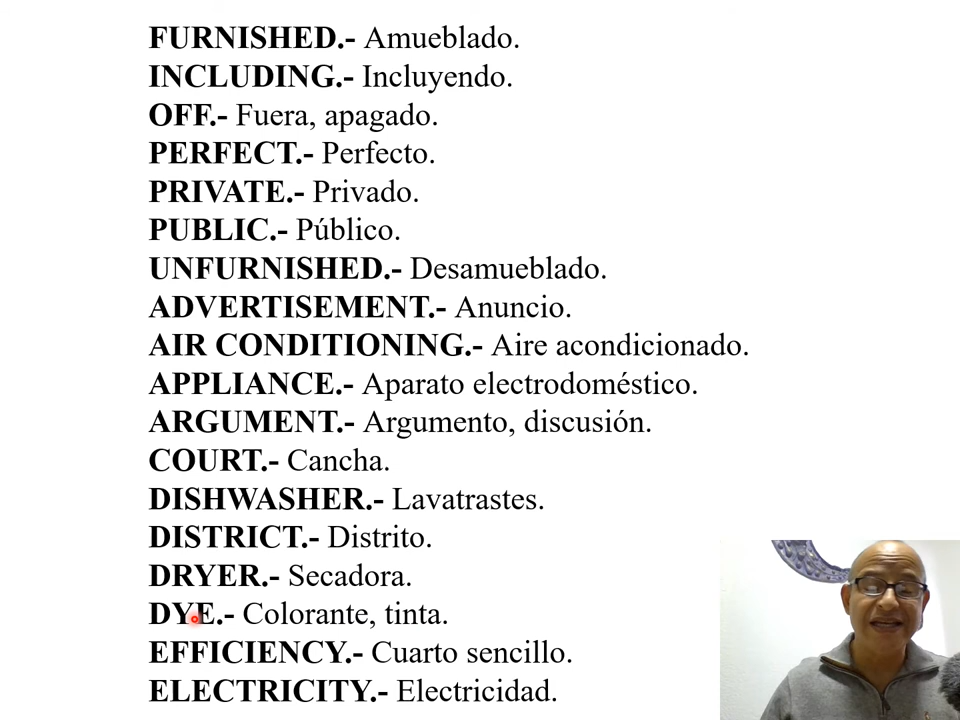 FURNISHED.- Amueblado.
INCLUDING.- Incluyendo.
OFF.- Fuera, apagado.
PERFECT.- Perfecto.
PRIVATE.- Privado.
PUBLIC.- Público.
UNFURNISHED.- Desamueblado.
ADVERTISEMENT.- Anuncio.
AIR CONDITIONING.- Aire acondicionado.
APPLIANCE.- Aparato electrodoméstico.
ARGUMENT.- Argumento, discusión.
COURT.- Cancha.
DISHWASHER.- Lavatrastes.
DISTRICT.- Distrito.
DRYER.- Secadora.
DYE.- Colorante, tinta.
EFFICIENCY.- Cuarto sencillo.
ELECTRICITY.- Electricidad.